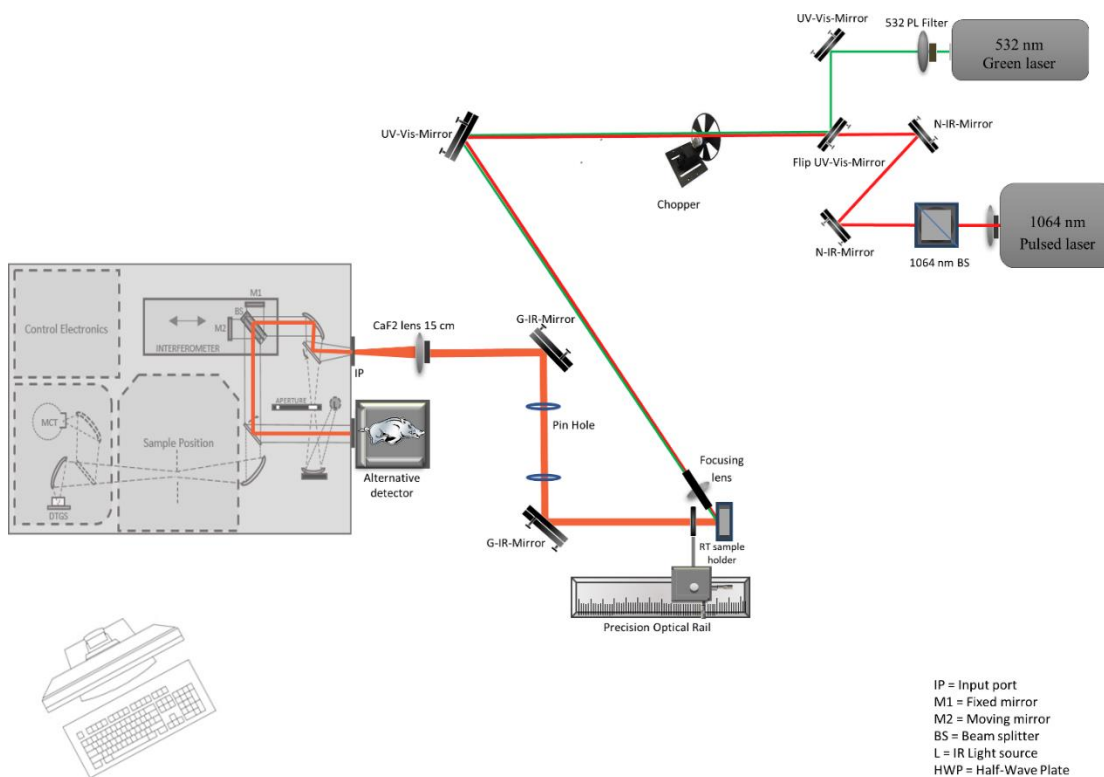 UV-Vis-Mirror
532 PL Filter
532 nm
Green laser
UV-Vis-Mirror
N-IR-Mirror
Flip UV-Vis-Mirror
Chopper
1064 nm
Pulsed laser
N-IR-Mirror
1064 nm BS
Control Electronics
M1
BS
M2
INTERFEROMETER
CaF2 lens 15 cm
G-IR-Mirror
IP
APERTURE
MCT
Sample Position
Pin Hole
Alternative
detector
Focusing
lens
DTGS
G-IR-Mirror
RT sample
holder
Precision Optical Rail
IP = Input port
M1 = Fixed mirror
M2 = Moving mirror
BS = Beam splitter
L = IR Light source
HWP = Half-Wave Plate